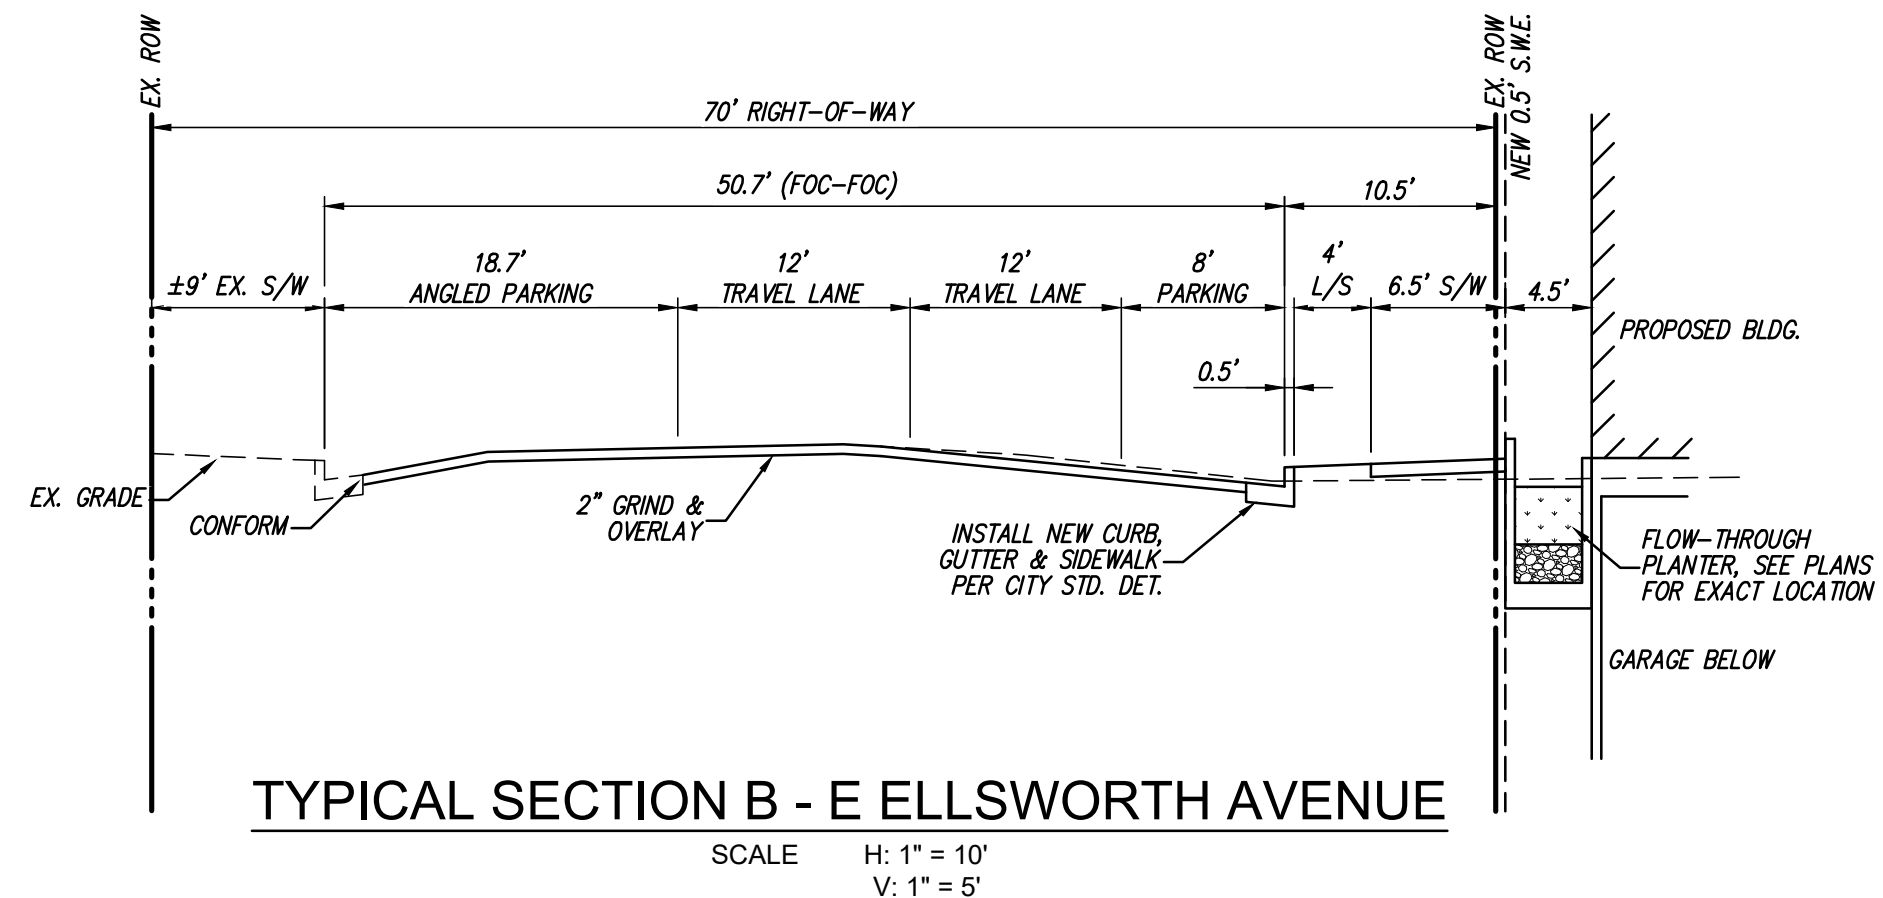 EX. ROW
EX. ROW
NEW 0.5' S.W.E.
70' RIGHT-OF-WAY
50.7' (FOC-FOC)
10.5'
±9' EX. S/W
18.7'
ANGLED PARKING
12'
TRAVEL LANE
12'
TRAVEL LANE
8'
PARKING
4'
L/S
6.5' S/W
4.5'
PROPOSED BLDG.
0.5'
EX. GRADE
CONFORM
2" GRIND &
OVERLAY
INSTALL NEW CURB,
GUTTER & SIDEWALK
PER CITY STD. DET.
FLOW-THROUGH
PLANTER, SEE PLANS
FOR EXACT LOCATION
GARAGE BELOW
TYPICAL SECTION B - E ELLSWORTH AVENUE
SCALE H: 1" = 10'
V: 1" = 5'